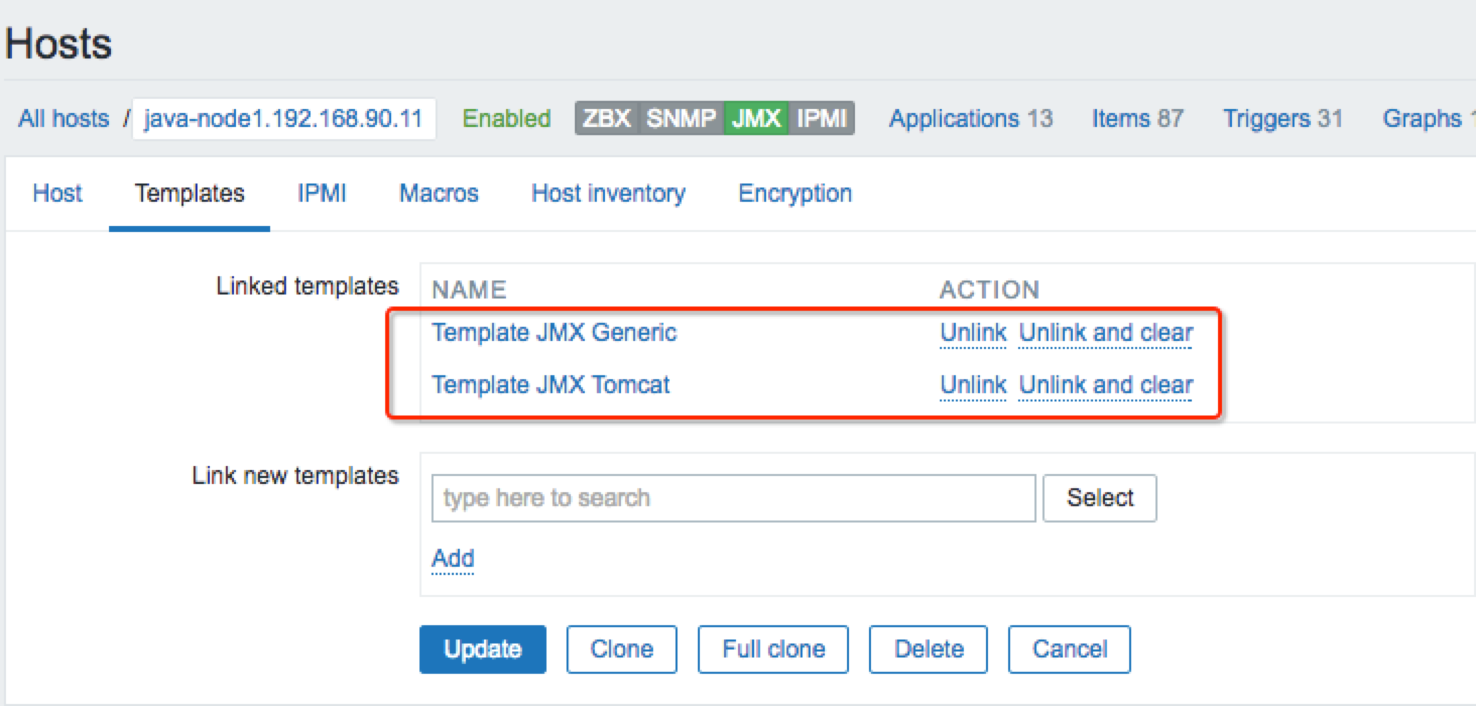 Hosts
All hosts / java-node1.192.168.90.11 Enabled ZBX SNMP JMX IPMI Applications 13 Items 87 Triggers 31 Graphs
Host Templates IPMI Macros Host inventory Encryption
Linked templates NAME ACTION
Template JMX Generic Unlink Unlink and clear
Template JMX Tomcat Unlink Unlink and clear
Link new templates
type here to search Select
Add
Update Clone Full clone Delete Cancel